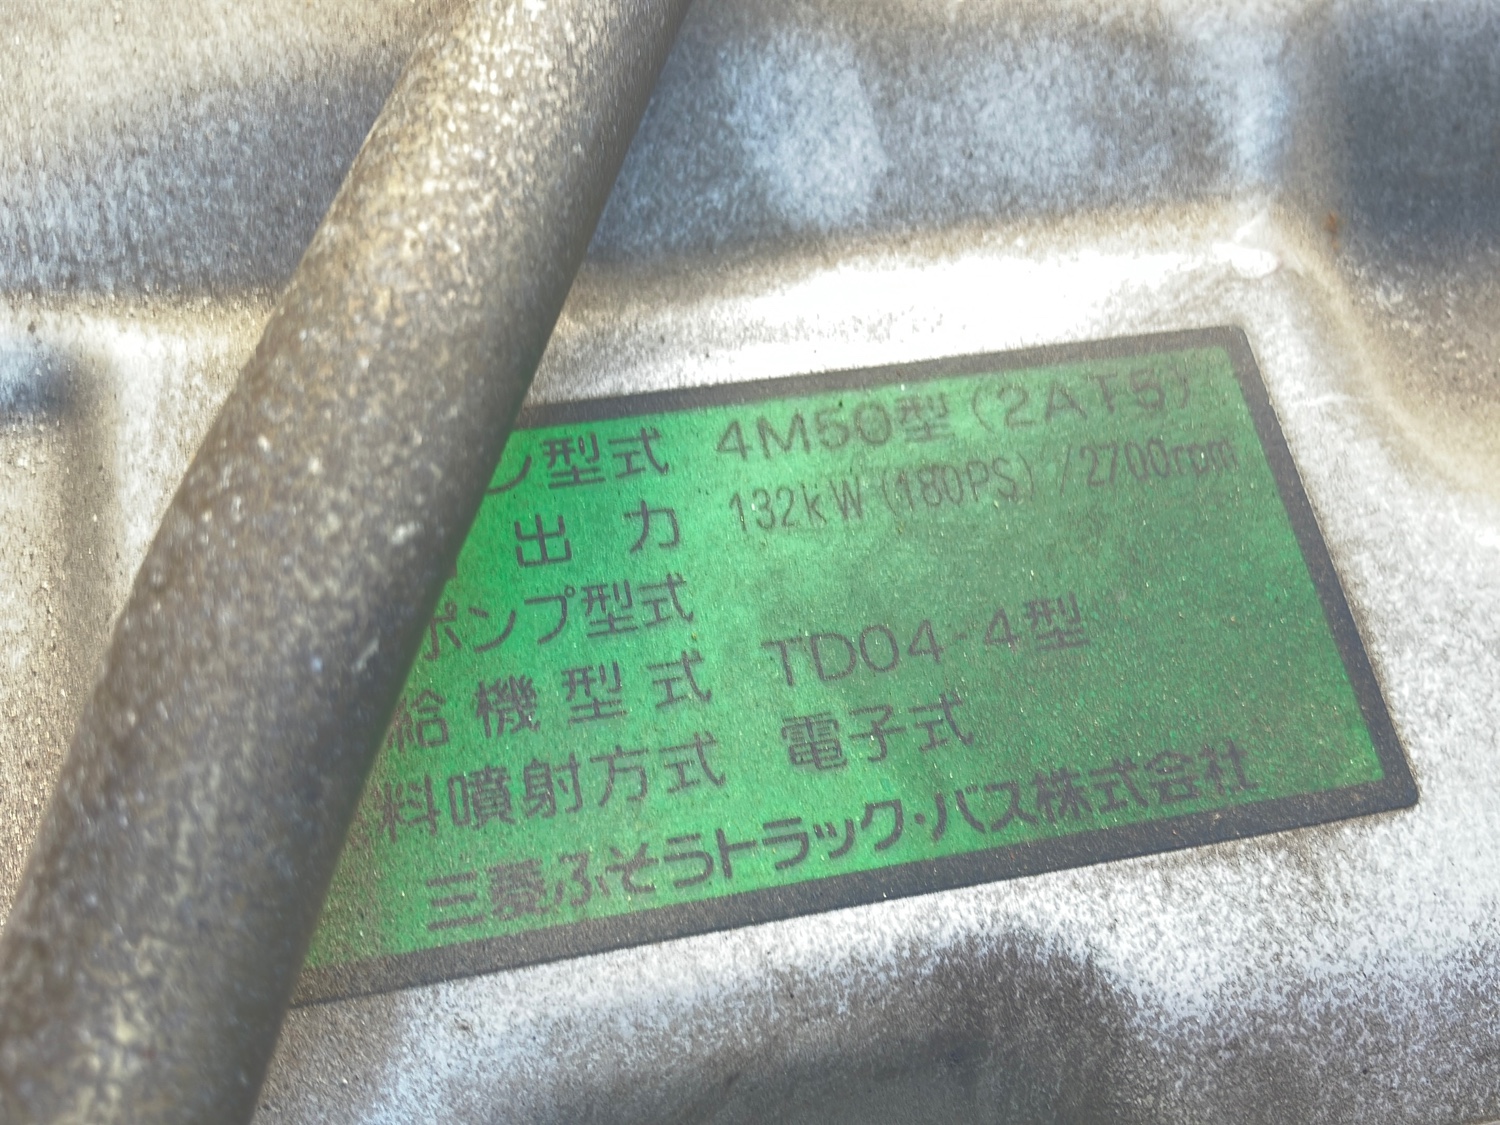 ン型式 4M50型(2AT5)
出力 132kW(180PS)/2700rpm
ポンプ型式
給機型式 TD04-4型
料噴射方式 電子式
三菱ふそうトラック・バス株式会社